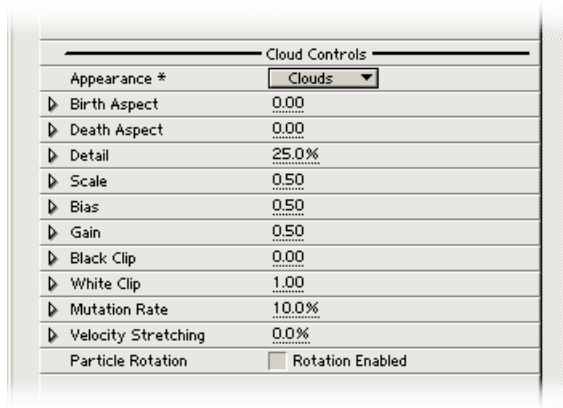 Cloud Controls
Appearance * Clouds
Birth Aspect 0.00
Death Aspect 0.00
Detail 25.0%
Scale 0.50
Bias 0.50
Gain 0.50
Black Clip 0.00
White Clip 1.00
Mutation Rate 10.0%
Velocity Stretching 0.0%
Particle Rotation Rotation Enabled